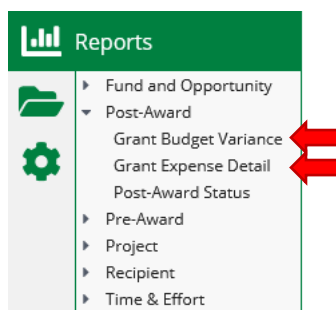 Reports
Fund and Opportunity
Post-Award
Grant Budget Variance
Grant Expense Detail
Post-Award Status
Pre-Award
Project
Recipient
Time & Effort